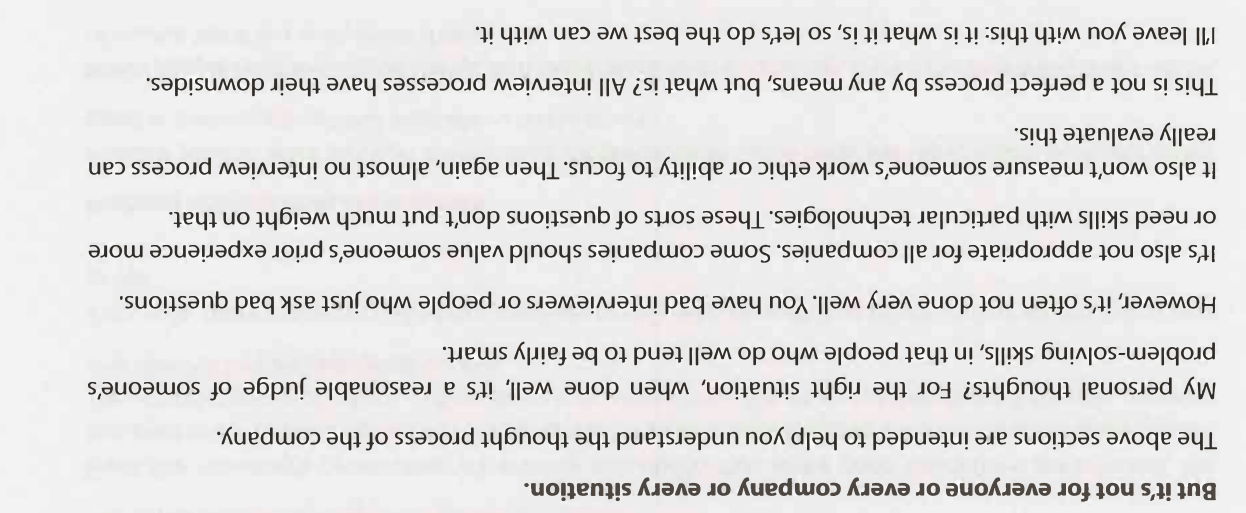 But it's not for everyone or every company or every situation.
The above sections are intended to help you understand the thought process of the company.
My personal thoughts? For the right situation, when done well, it's a reasonable judge of someone's
problem-solving skills, in that people who do well tend to be fairly smart.
However, it's often not done very well. You have bad interviewers or people who just ask bad questions.
It's also not appropriate for all companies. Some companies should value someone's prior experience more
or need skills with particular technologies. These sorts of questions don't put much weight on that.
It also won't measure someone's work ethic or ability to focus. Then again, almost no interview process can
really evaluate this.
This is not a perfect process by any means, but what is? All interview processes have their downsides.
I'll leave you with this: it is what it is, so let's do the best we can with it.